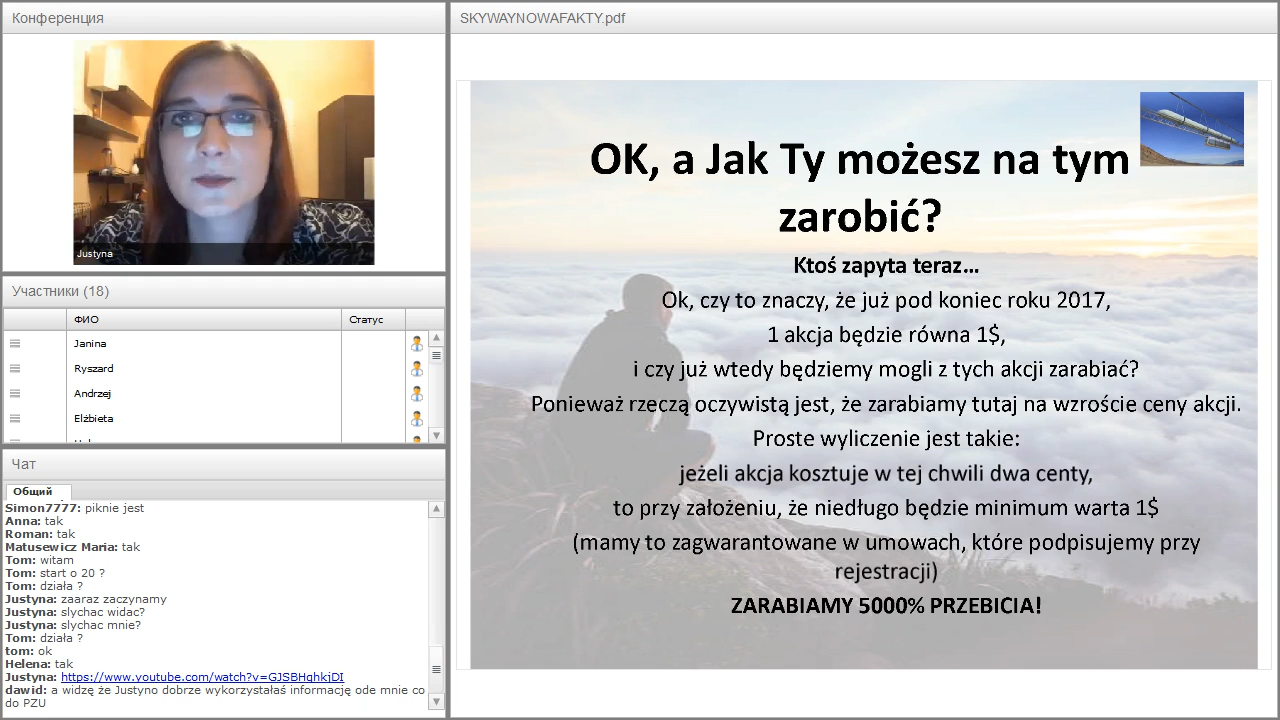 Конференция
Justyna
Участники (18)
ФИО
Статус
Janina
Ryszard
Andrzej
Elżbieta
Чат
Общий
Simon7777: piknie jest
Anna: tak
Roman: tak
Matusewicz Maria: tak
Tom: witam
Tom: start o 20 ?
Tom: działa ?
Justyna: zaaraz zaczynamy
Justyna: slychac widac?
Justyna: slychac mnie?
Tom: działa ?
tom: ok
Helena: tak
Justyna: https://www.youtube.com/watch?v=GJSBHghkjDI
dawid: a widzę że Justyno dobrze wykorzystałaś informację ode mnie co
do PZU
SKYWAYNOWAFAKTY.pdf
OK, a Jak Ty możesz na tym
zarobić?
Ktoś zapyta teraz...
Ok, czy to znaczy, że już pod koniec roku 2017,
1 akcja będzie równa 1$,
i czy już wtedy będziemy mogli z tych akcji zarabiać?
Ponieważ rzeczą oczywistą jest, że zarabiamy tutaj na wzroście ceny akcji.
Proste wyliczenie jest takie:
jeżeli akcja kosztuje w tej chwili dwa centy,
to przy założeniu, że niedługo będzie minimum warta 1$
(mamy to zagwarantowane w umowach, które podpisujemy przy
rejestracji)
ZARABIAMY 5000% PRZEBICIA!